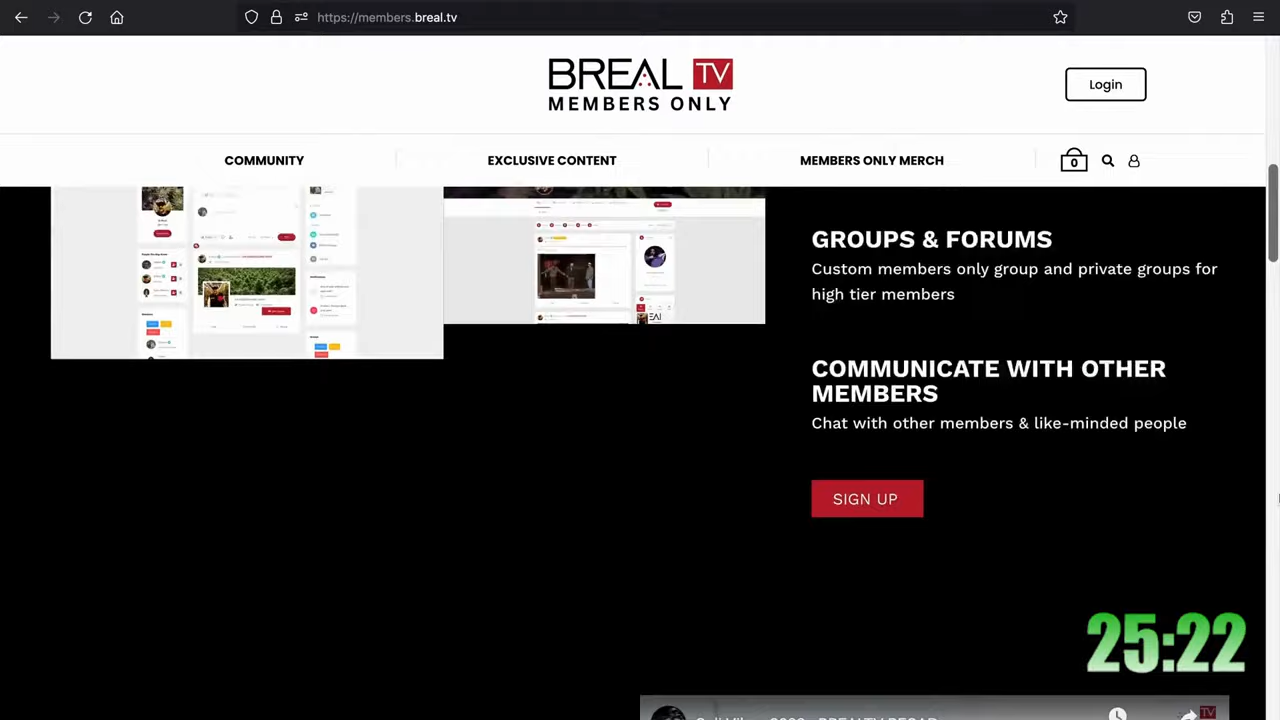 https://members.breal.tv
BREAL TV
MEMBERS ONLY
Login
COMMUNITY
EXCLUSIVE CONTENT
MEMBERS ONLY MERCH
0
GROUPS & FORUMS
Custom members only group and private groups for
high tier members
COMMUNICATE WITH OTHER
MEMBERS
Chat with other members & like-minded people
SIGN UP
25:22